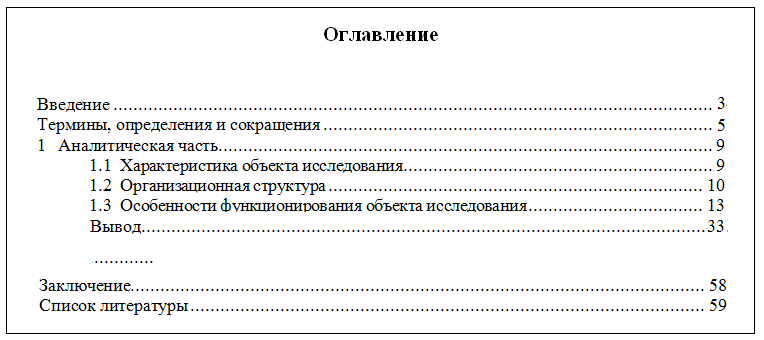 Оглавление
Введение ........................................................................................................................ 3
Термины, определения и сокращения .............................................................................. 5
1 Аналитическая часть.................................................................................................... 9
1.1 Характеристика объекта исследования............................................................ 9
1.2 Организационная структура ........................................................................... 10
1.3 Особенности функционирования объекта исследования................................... 13
Вывод.................................................................................................................33
............
Заключение................................................................................................................... 58
Список литературы ....................................................................................................... 59